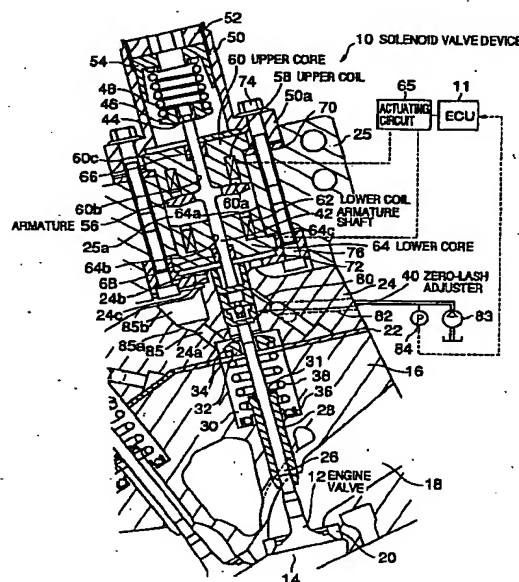 52
50
54
60 UPPER CORE
10 SOLENOID VALVE DEVICE
74
58 UPPER COIL
48
46
44
50a
65
11
ACTUATING CIRCUIT
ECU
70
25
60c
66
60b
60a
62 LOWER COIL
42 ARMATURE SHAFT
ARMATURE 56
64a
25a
64c
64 LOWER CORE
64b
76
68
72
24b
24
40 ZERO-LASH ADJUSTER
24c
80
85b
82
83
85a
22
84
P
85
24a
31
16
34
38
32
36
30
28
26
12 ENGINE VALVE
18
20
14